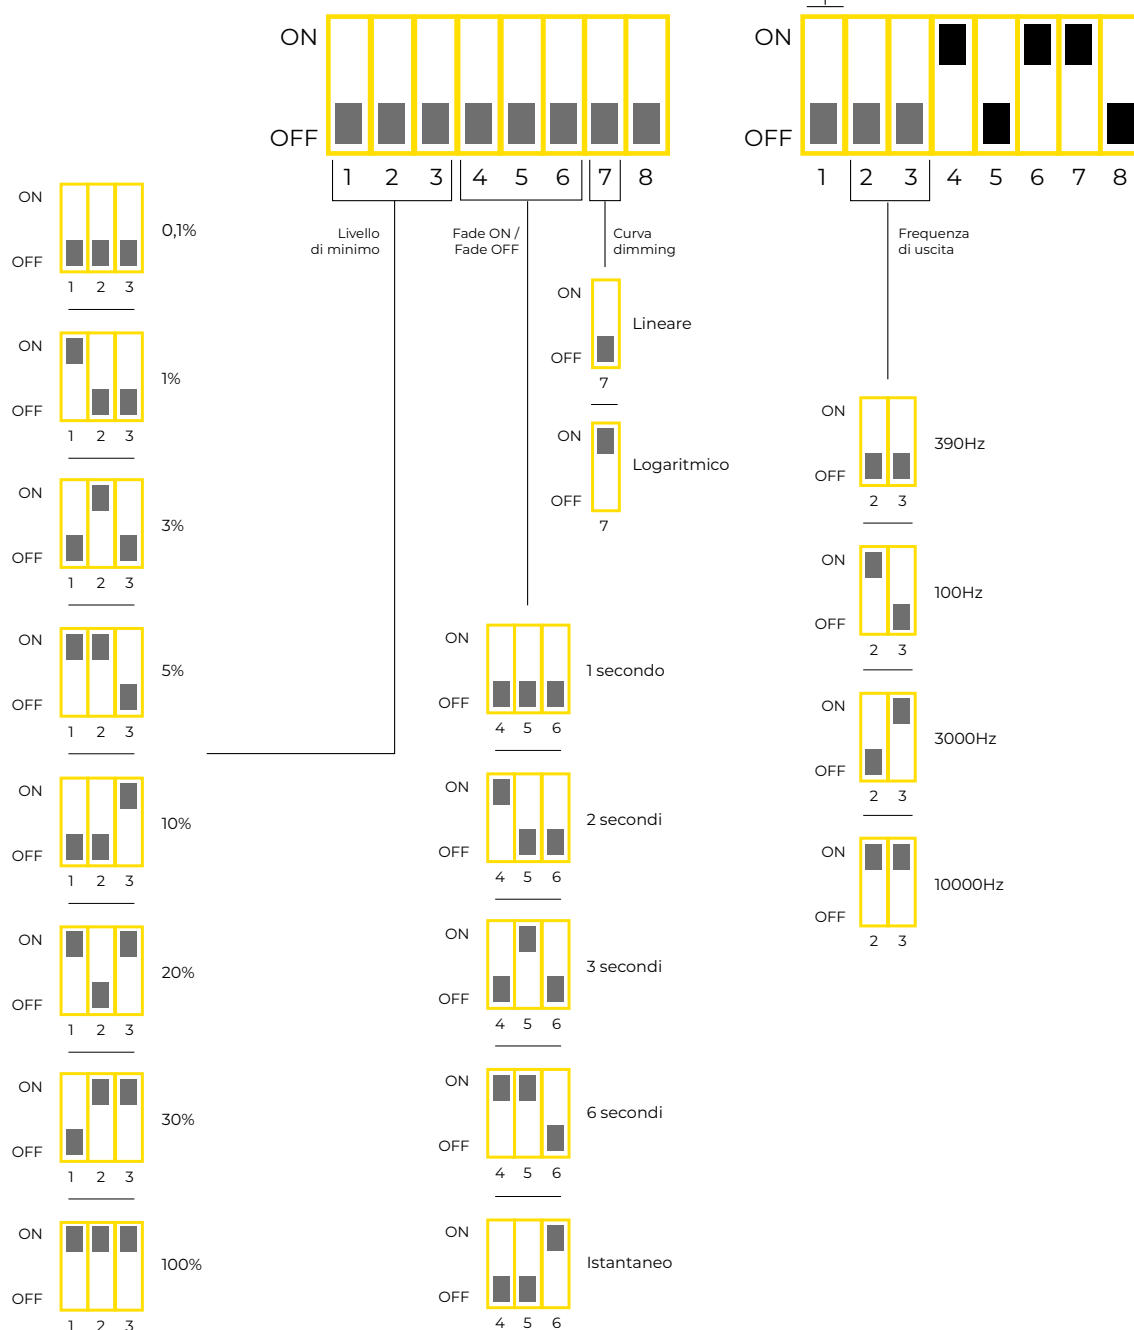 ON
OFF
1 2 3 4 5 6 7 8
Livello
di minimo
Fade ON /
Fade OFF
Curva
dimming
ON
OFF
1 2 3 4 5 6 7 8
Frequenza
di uscita
ON
OFF
1 2 3
0,1%
ON
OFF
1 2 3
1%
ON
OFF
1 2 3
3%
ON
OFF
1 2 3
5%
ON
OFF
1 2 3
10%
ON
OFF
1 2 3
20%
ON
OFF
1 2 3
30%
ON
OFF
1 2 3
100%
ON
OFF
4 5 6
1 secondo
ON
OFF
4 5 6
2 secondi
ON
OFF
4 5 6
3 secondi
ON
OFF
4 5 6
6 secondi
ON
OFF
4 5 6
Istantaneo
ON
OFF
7
Lineare
ON
OFF
7
Logaritmico
ON
OFF
2 3
390Hz
ON
OFF
2 3
100Hz
ON
OFF
2 3
3000Hz
ON
OFF
2 3
10000Hz